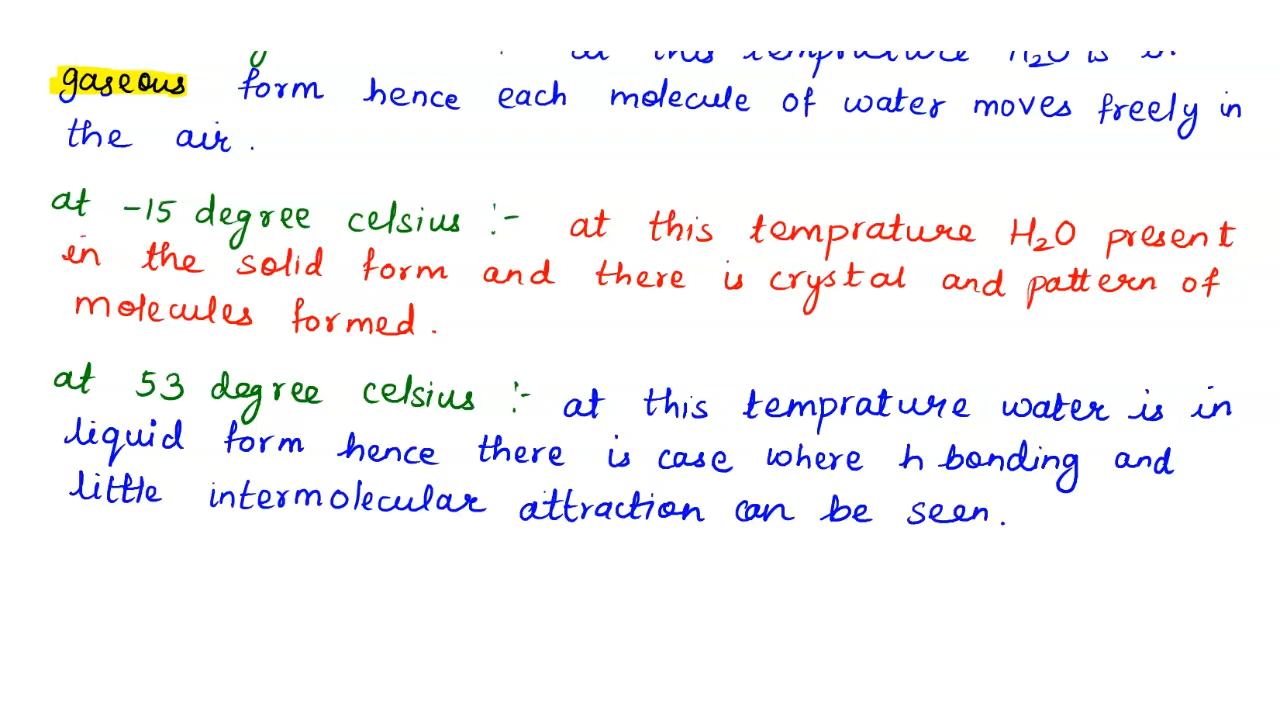 at this temprature H₂O is in
gaseous form hence each molecule of water moves freely in
the air.
at -15 degree celsius :- at this temprature H₂O present
in the solid form and there is crystal and pattern of
molecules formed.
at 53 degree celsius :- at this temprature water is in
liquid form hence there is case where h bonding and
little intermolecular attraction can be seen.